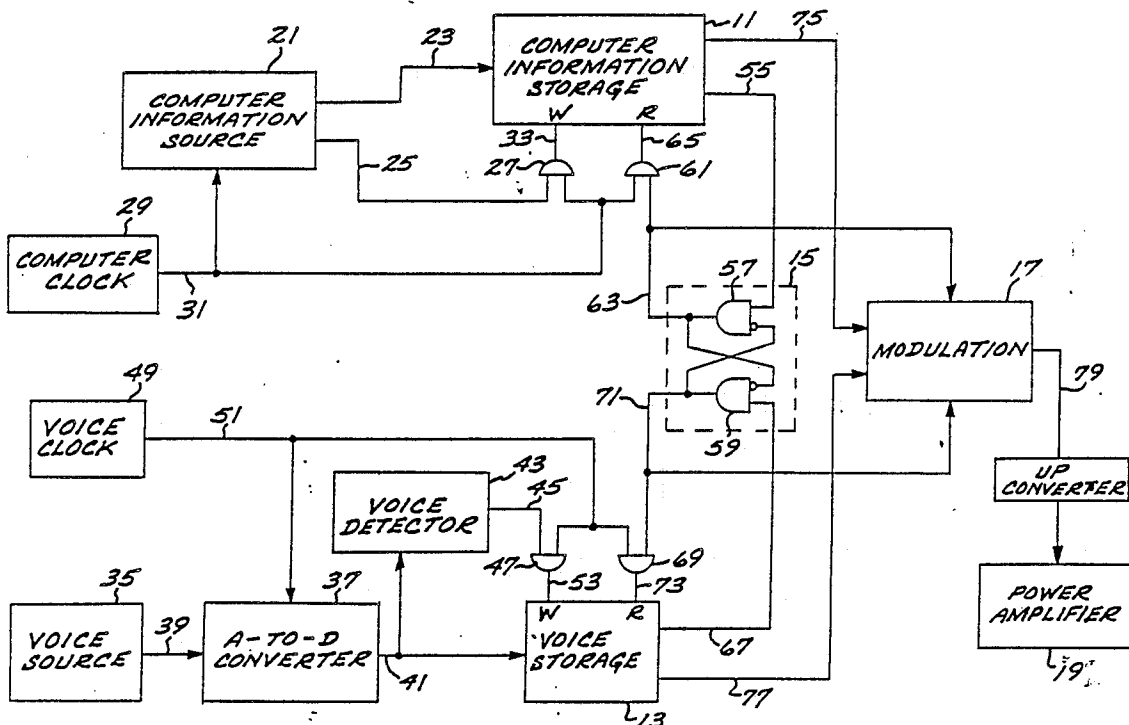 11
75
21
23
COMPUTER
INFORMATION
STORAGE
W
R
55
COMPUTER
INFORMATION
SOURCE
33
65
25
27
61
29
COMPUTER
CLOCK
31
57
15
17
63
MODULATION
49
VOICE
CLOCK
51
71
59
79
43
VOICE
DETECTOR
45
UP
CONVERTER
47
69
53
73
35
VOICE
SOURCE
39
37
A-TO-D
CONVERTER
41
W
R
VOICE
STORAGE
67
77
13
POWER
AMPLIFIER
19